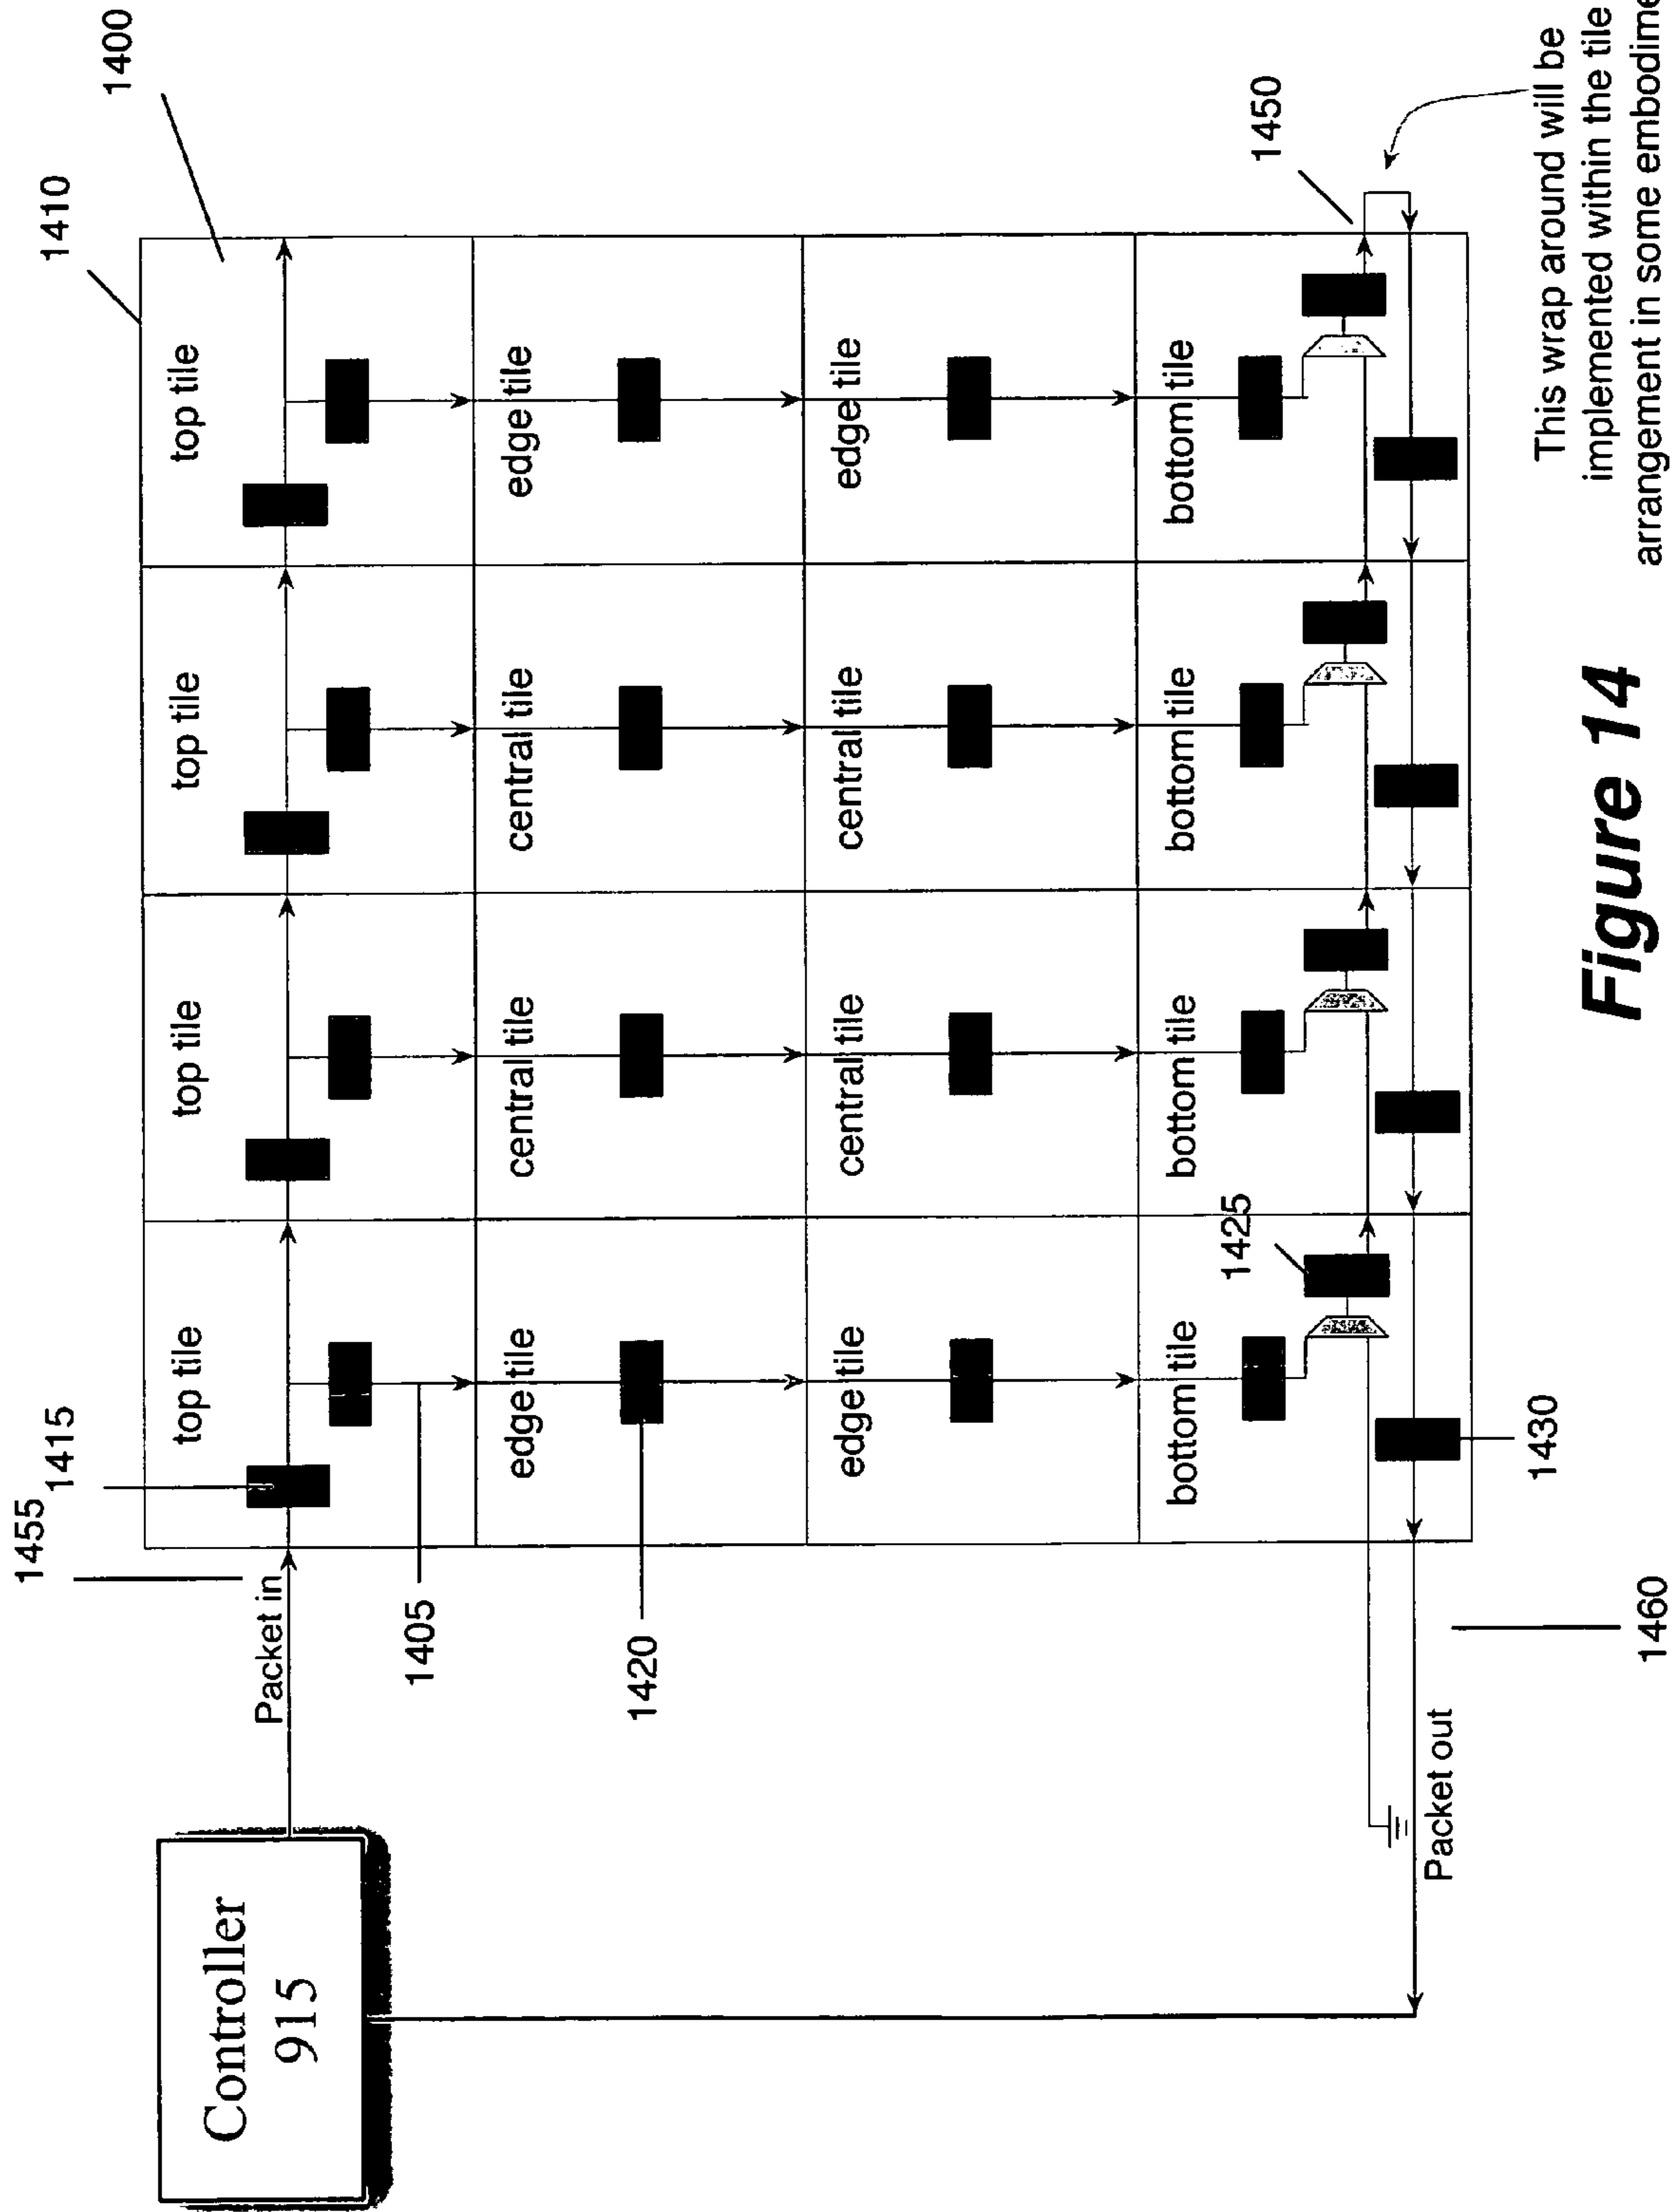 1455
1415
1410
1400
top tile
top tile
top tile
top tile
Controller
915
Packet in
1405
edge tile
central tile
central tile
edge tile
1420
edge tile
central tile
central tile
edge tile
bottom tile
bottom tile
bottom tile
bottom tile
1425
1450
Packet out
1430
1460
This wrap around will be
implemented within the tile
arrangement in some embodime
Figure 14